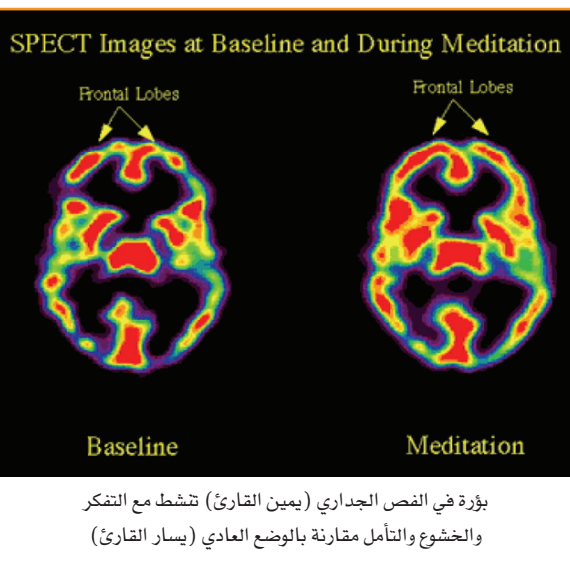 SPECT Images at Baseline and During Meditation
Frontal Lobes
Frontal Lobes
Baseline
Meditation
بؤرة في الفص الجداري (يمين القارئ) تنشط مع التفكر
والخشوع والتأمل مقارنة بالوضع العادي (يسار القارئ)